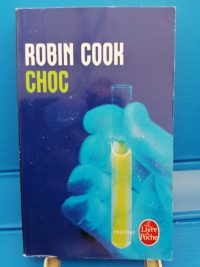 ROBIN COOK
CHOC
thriller
Le Livre
de Poche